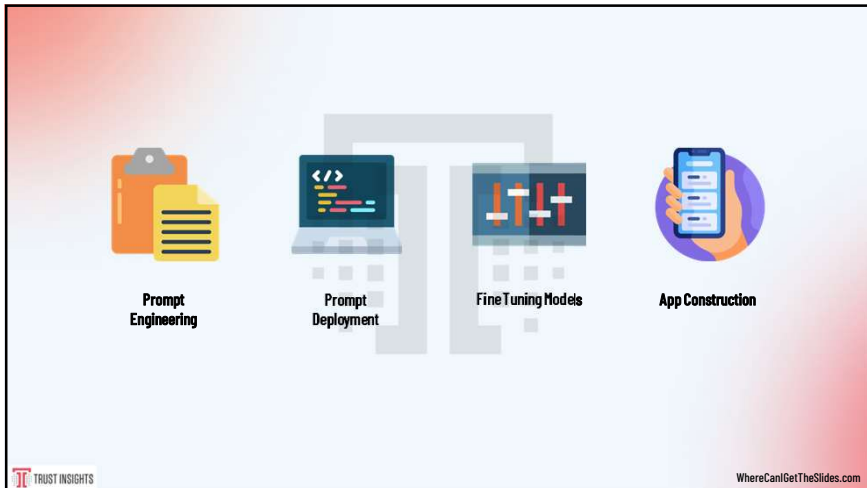 Prompt
Engineering
Prompt
Deployment
Fine Tuning Models
App Construction
TRUST INSIGHTS
WhereCanIGetTheSlides.com